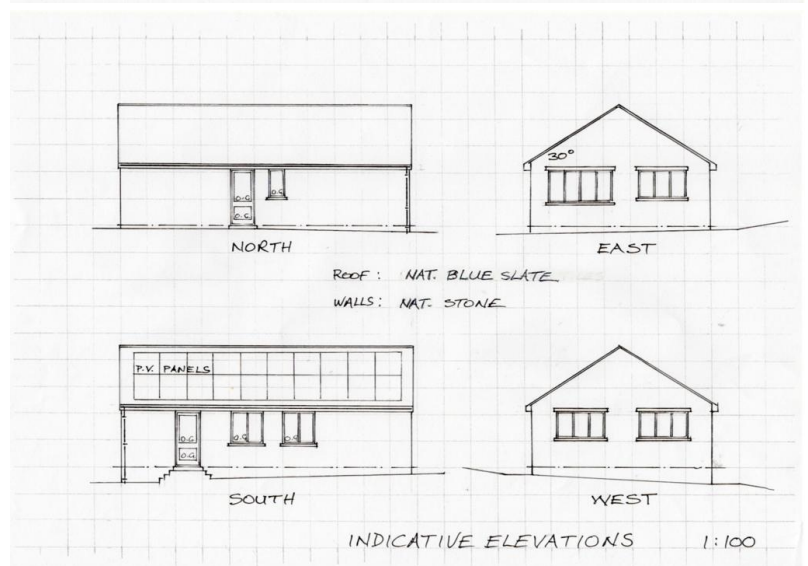 30°
O.G.
O.G.
O.G.
NORTH
EAST
ROOF: NAT. BLUE SLATE
WALLS: NAT. STONE
P.V. PANELS
O.G.
O.G.
O.G.
O.G.
SOUTH
WEST
INDICATIVE ELEVATIONS 1:100